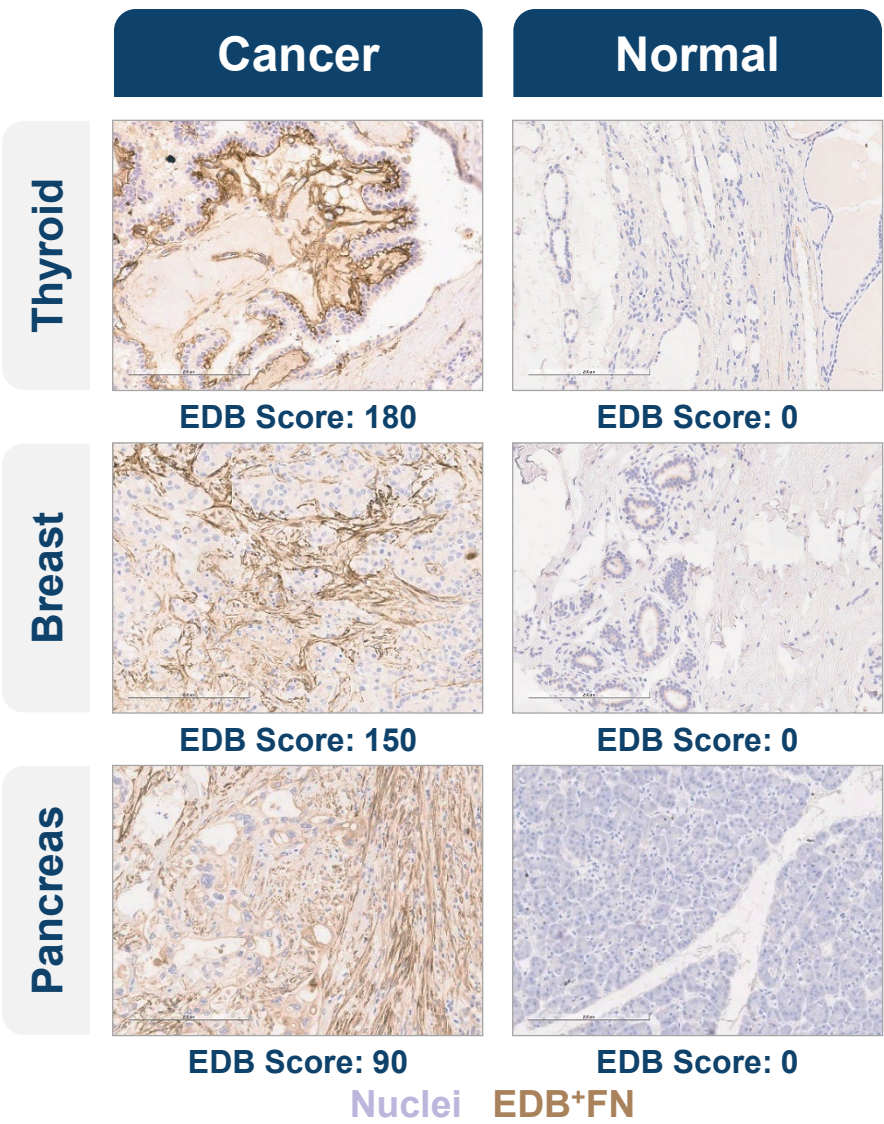 Cancer Normal
Thyroid
EDB Score: 180 EDB Score: 0
Breast
EDB Score: 150 EDB Score: 0
Pancreas
EDB Score: 90 EDB Score: 0
Nuclei EDB⁺FN